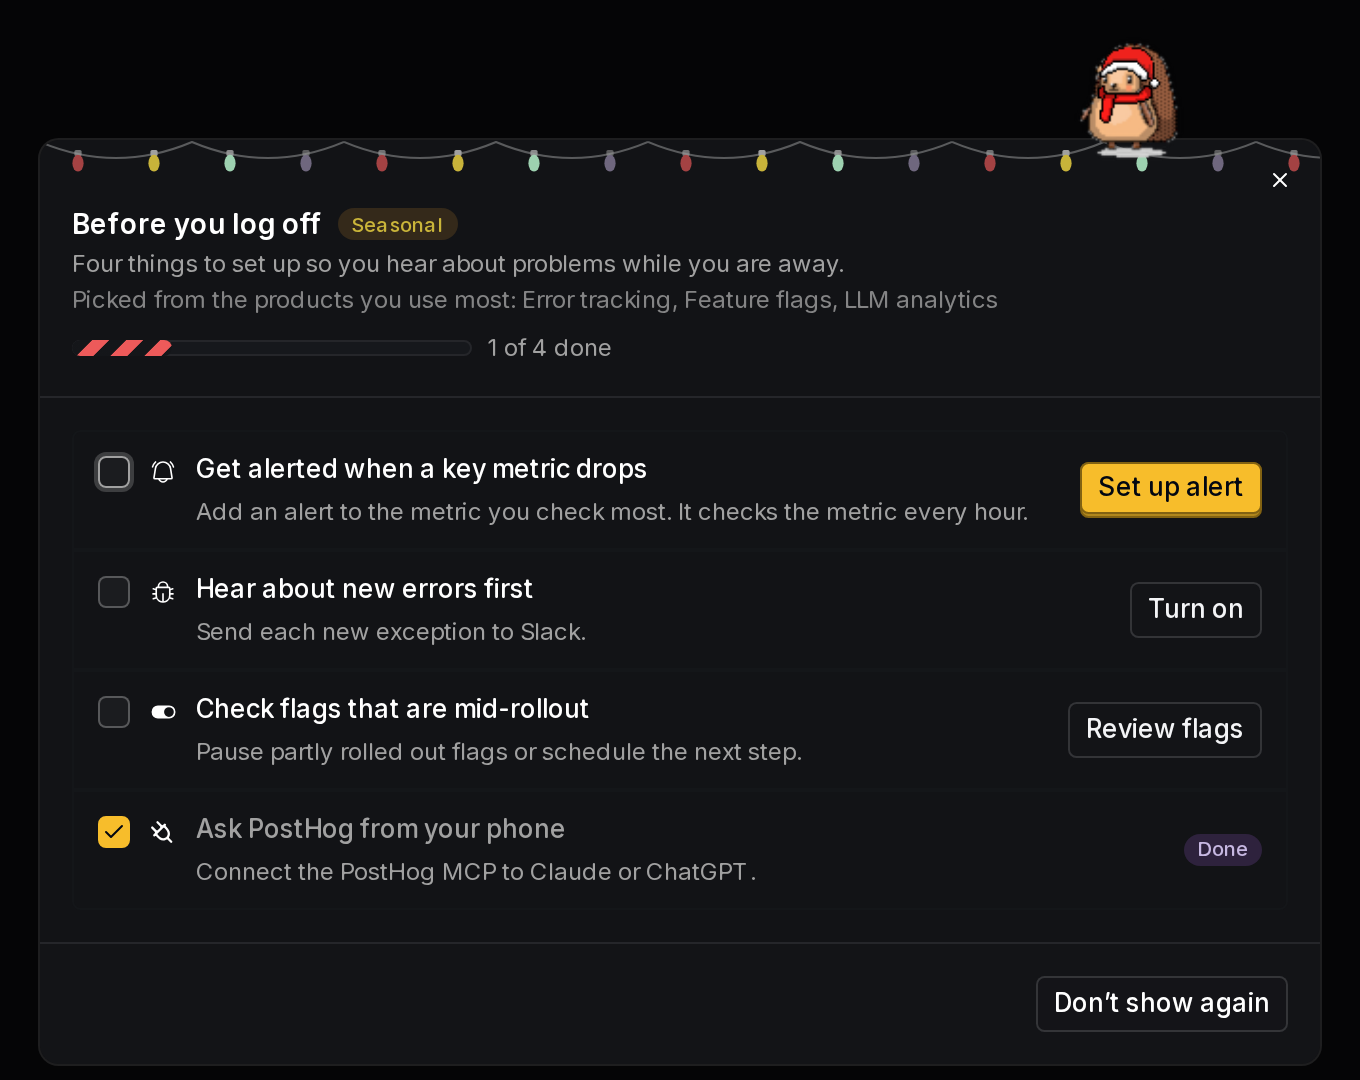 Before you log off
Seasonal
Four things to set up so you hear about problems while you are away.
Picked from the products you use most: Error tracking, Feature flags, LLM analytics
1 of 4 done
Get alerted when a key metric drops
Add an alert to the metric you check most. It checks the metric every hour.
Set up alert
Hear about new errors first
Send each new exception to Slack.
Turn on
Check flags that are mid-rollout
Pause partly rolled out flags or schedule the next step.
Review flags
Ask PostHog from your phone
Connect the PostHog MCP to Claude or ChatGPT.
Done
Don’t show again